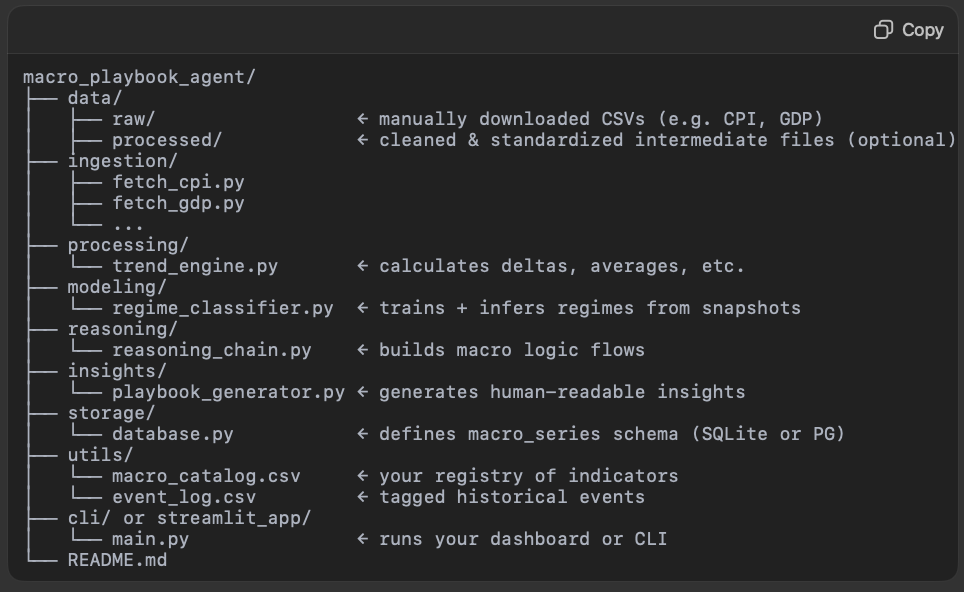 Copy
macro_playbook_agent/
├── data/
│   ├── raw/                  ← manually downloaded CSVs (e.g. CPI, GDP)
│   ├── processed/            ← cleaned & standardized intermediate files (optional)
├── ingestion/
│   ├── fetch_cpi.py
│   ├── fetch_gdp.py
│   └── ...
├── processing/
│   └── trend_engine.py       ← calculates deltas, averages, etc.
├── modeling/
│   └── regime_classifier.py  ← trains + infers regimes from snapshots
├── reasoning/
│   └── reasoning_chain.py    ← builds macro logic flows
├── insights/
│   └── playbook_generator.py ← generates human-readable insights
├── storage/
│   └── database.py           ← defines macro_series schema (SQLite or PG)
├── utils/
│   └── macro_catalog.csv     ← your registry of indicators
│   └── event_log.csv         ← tagged historical events
├── cli/ or streamlit_app/
│   └── main.py               ← runs your dashboard or CLI
└── README.md